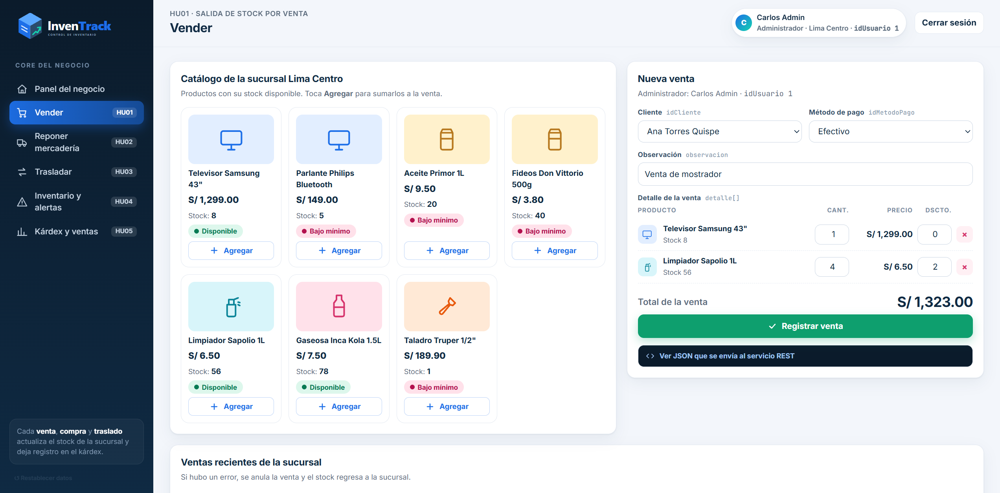 InvenTrack
CONTROL DE INVENTARIO
CORE DEL NEGOCIO
Panel del negocio
Vender HU01
Reponer
mercadería HU02
Trasladar HU03
Inventario y
alertas HU04
Kárdex y ventas HU05
Cada venta, compra y traslado
actualiza el stock de la sucursal y
deja registro en el kárdex.
↺ Restablecer datos
HU01 · SALIDA DE STOCK POR VENTA
Vender
C
Carlos Admin
Administrador · Lima Centro · idUsuario 1
Cerrar sesión
Catálogo de la sucursal Lima Centro
Productos con su stock disponible. Toca Agregar para sumarlos a la venta.
Televisor Samsung
43"
S/ 1,299.00
Stock: 8
Disponible
+ Agregar
Parlante Philips
Bluetooth
S/ 149.00
Stock: 5
Bajo mínimo
+ Agregar
Aceite Primor 1L
S/ 9.50
Stock: 20
Bajo mínimo
+ Agregar
Fideos Don Vittorio
500g
S/ 3.80
Stock: 40
Bajo mínimo
+ Agregar
Limpiador Sapolio 1L
S/ 6.50
Stock: 56
Disponible
+ Agregar
Gaseosa Inca Kola 1.5L
S/ 7.50
Stock: 78
Disponible
+ Agregar
Taladro Truper 1/2"
S/ 189.90
Stock: 1
Bajo mínimo
+ Agregar
Nueva venta
Administrador: Carlos Admin · idUsuario 1
Cliente idCliente
Ana Torres Quispe
Método de pago idMetodoPago
Efectivo
Observación observacion
Venta de mostrador
Detalle de la venta detalle[]
PRODUCTO CANT. PRECIO DSCTO.
Televisor Samsung 43"
Stock 8
1 S/ 1,299.00 0 ×
Limpiador Sapolio 1L
Stock 56
4 S/ 6.50 2 ×
Total de la venta S/ 1,323.00
✓ Registrar venta
<> Ver JSON que se envía al servicio REST
Ventas recientes de la sucursal
Si hubo un error, se anula la venta y el stock regresa a la sucursal.